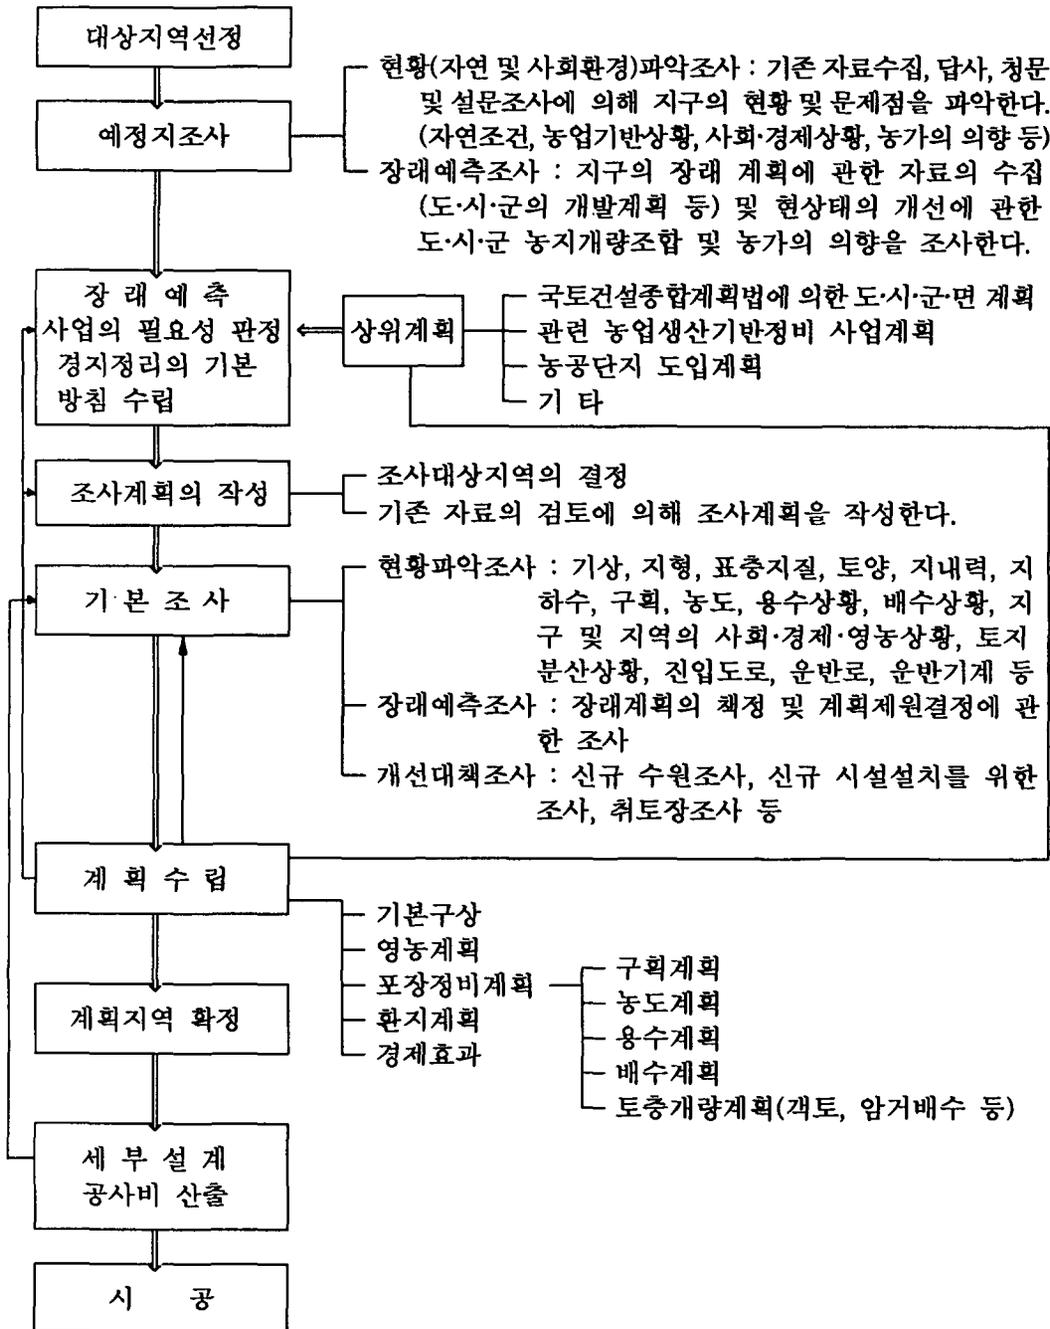 대상지역선정
예정지조사
현황(자연 및 사회환경)파악조사 : 기존 자료수집, 답사, 청문
및 설문조사에 의해 지구의 현황 및 문제점을 파악한다.
(자연조건, 농업기반상황, 사회·경제상황, 농가의 의향 등)
장래예측조사 : 지구의 장래 계획에 관한 자료의 수집
(도·시·군의 개발계획 등) 및 현상태의 개선에 관한
도·시·군 농지개량조합 및 농가의 의향을 조사한다.
장 래 예 측
사업의 필요성 판정
경지정리의 기본
방침 수립
상위계획
국토건설종합계획법에 의한 도·시·군·면 계획
관련 농업생산기반정비 사업계획
농공단지 도입계획
기 타
조사계획의 작성
조사대상지역의 결정
기존 자료의 검토에 의해 조사계획을 작성한다.
기 본 조 사
현황파악조사 : 기상, 지형, 표층지질, 토양, 지내력, 지
하수, 구획, 농도, 용수상황, 배수상황, 지
구 및 지역의 사회·경제·영농상황, 토지
분산상황, 진입도로, 운반로, 운반기계 등
장래예측조사 : 장래계획의 책정 및 계획제원결정에 관
한 조사
개선대책조사 : 신규 수원조사, 신규 시설설치를 위한
조사, 취토장조사 등
계 획 수 립
기본구상
영농계획
포장정비계획
환지계획
경제효과
구획계획
농도계획
용수계획
배수계획
토층개량계획(객토, 암거배수 등)
계획지역 확정
세 부 설 계
공사비 산출
시 공